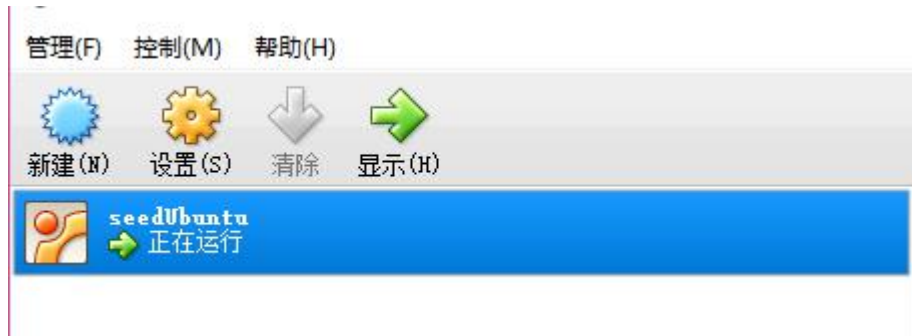 管理(F) 控制(M) 帮助(H)
新建(N) 设置(S) 清除 显示(H)
seedUbuntu
正在运行